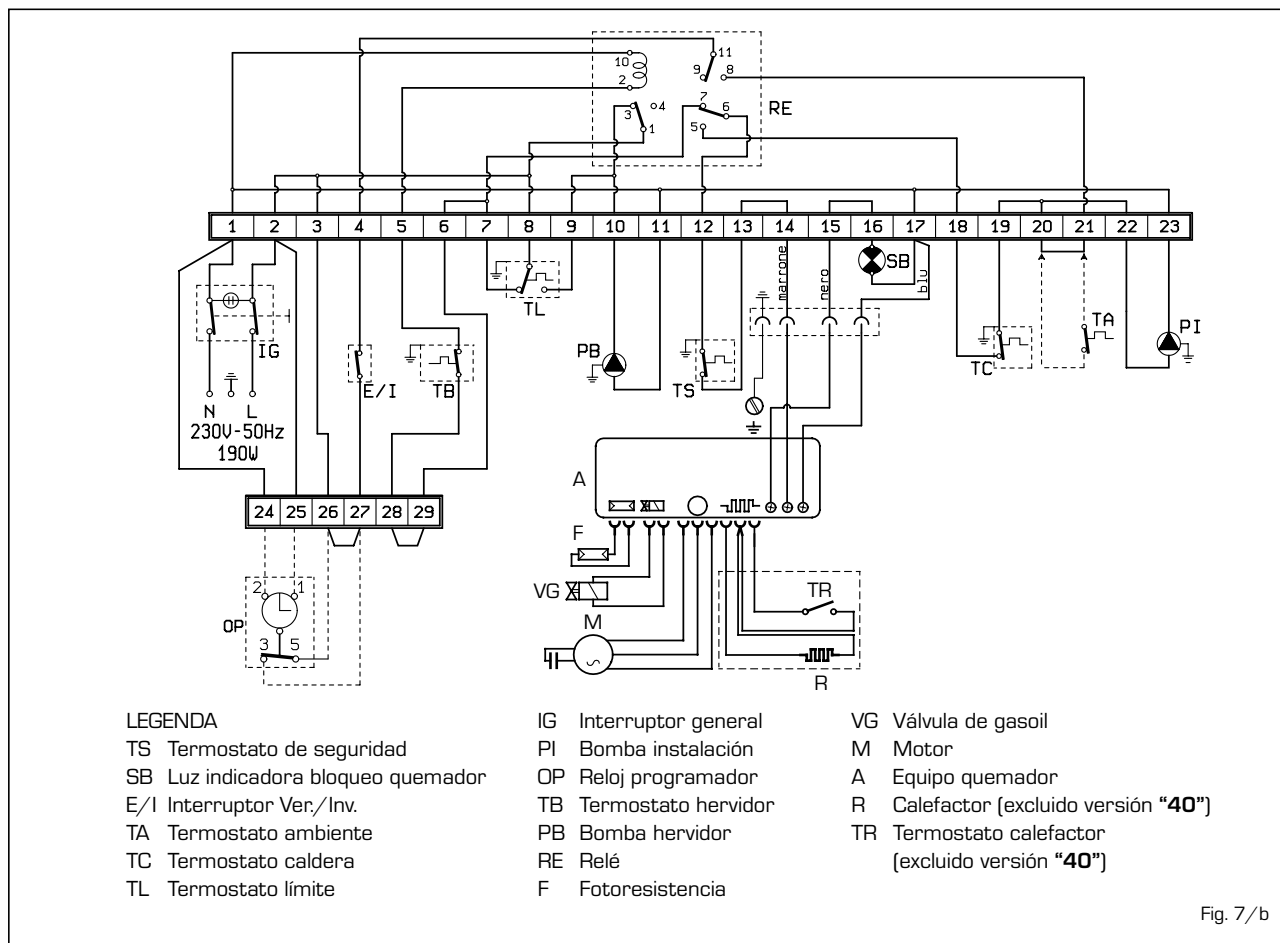 11
10
9 8
2
7
RE
3 4
6
1
5
1 2 3 4 5 6 7 8 9 10 11 12 13 14 15 16 17 18 19 20 21 22 23
marrone
nero
SB
blu
TL
IG
TA
PI
PB
E/I
TB
TS
TC
N L
230V-50Hz
190W
A
24 25 26 27 28 29
F
2 1
TR
VG
OP
M
3 5
R
LEGENDA
TS Termostato de seguridad
SB Luz indicadora bloqueo quemador
E/I Interruptor Ver./Inv.
TA Termostato ambiente
TC Termostato caldera
TL Termostato límite
IG Interruptor general
PI Bomba instalación
OP Reloj programador
TB Termostato hervidor
PB Bomba hervidor
RE Relé
F Fotoresistencia
VG Válvula de gasoil
M Motor
A Equipo quemador
R Calefactor (excluido versión “40”)
TR Termostato calefactor
(excluido versión “40”)
Fig. 7/b